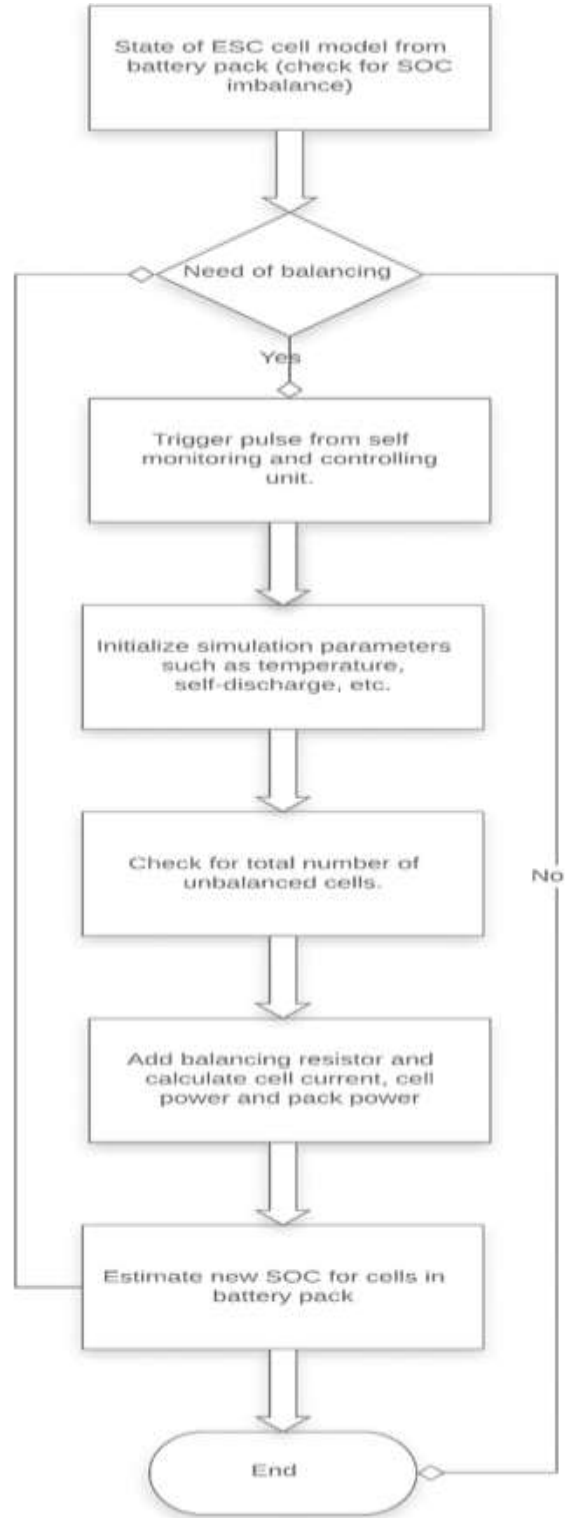 State of ESC cell model from
battery pack (check for SOC
imbalance)
Need of balancing
Yes
Trigger pulse from self
monitoring and controlling
unit.
Initialize simulation parameters
such as temperature,
self-discharge, etc.
Check for total number of
unbalanced cells.
No
Add balancing resistor and
calculate cell current, cell
power and pack power
Estimate new SOC for cells in
battery pack
End